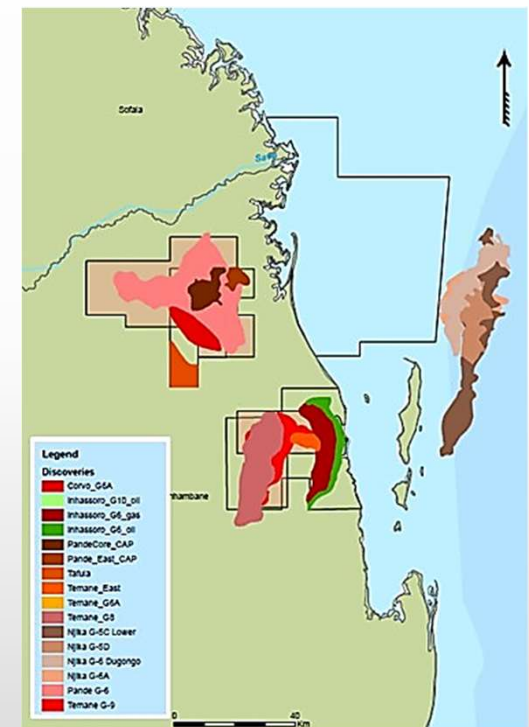 Sofala
Save
nhambane
Legend
Discoveries
Corvo_G6A
Inhassoro_G10_oil
Inhassoro_G6_gas
Inhassoro_G6_oil
PandeCore_CAP
Pande_East_CAP
Tafula
Temane_East
Temane_G6A
Temane_G8
Njika G-5C Lower
Njika G-5D
Njika G-6 Dugongo
Njika G-6A
Pande G-6
Temane G-9
0 40
Km